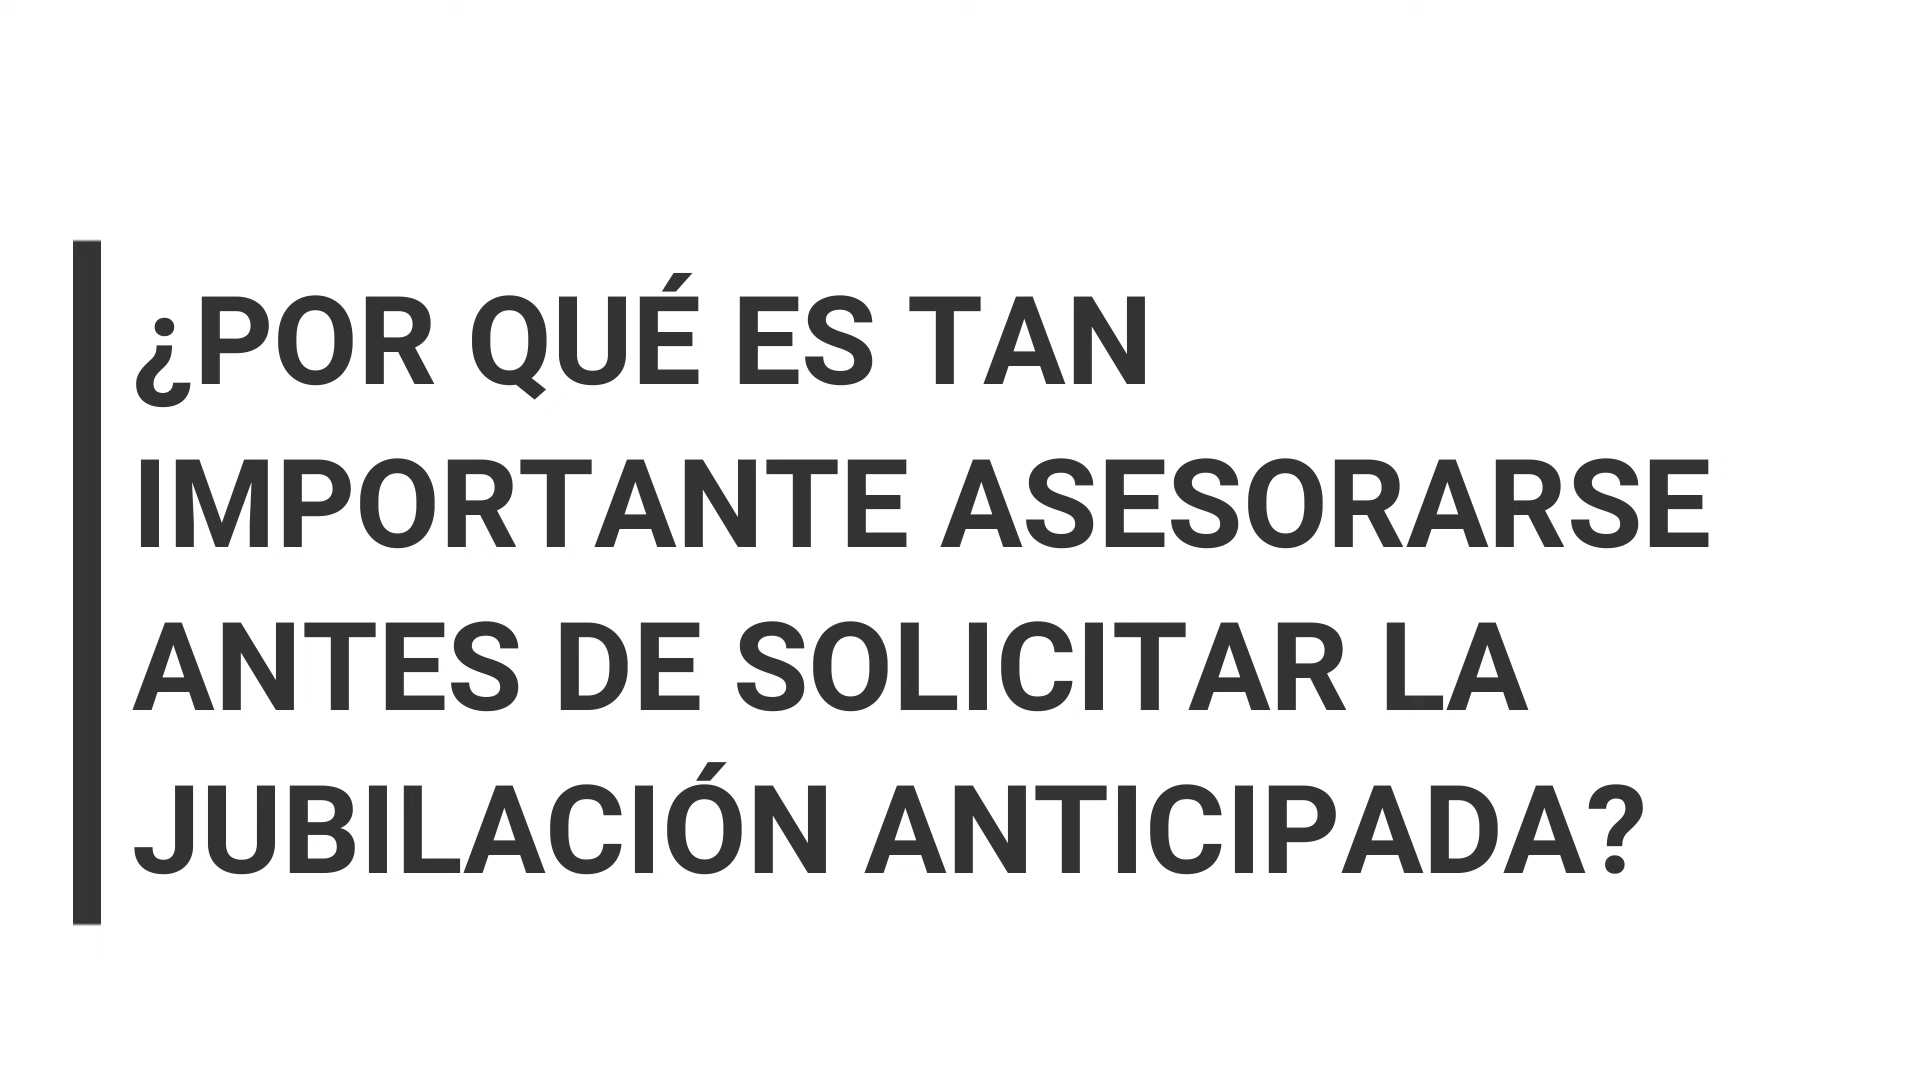 ¿POR QUÉ ES TAN
IMPORTANTE ASESORARSE
ANTES DE SOLICITAR LA
JUBILACIÓN ANTICIPADA?